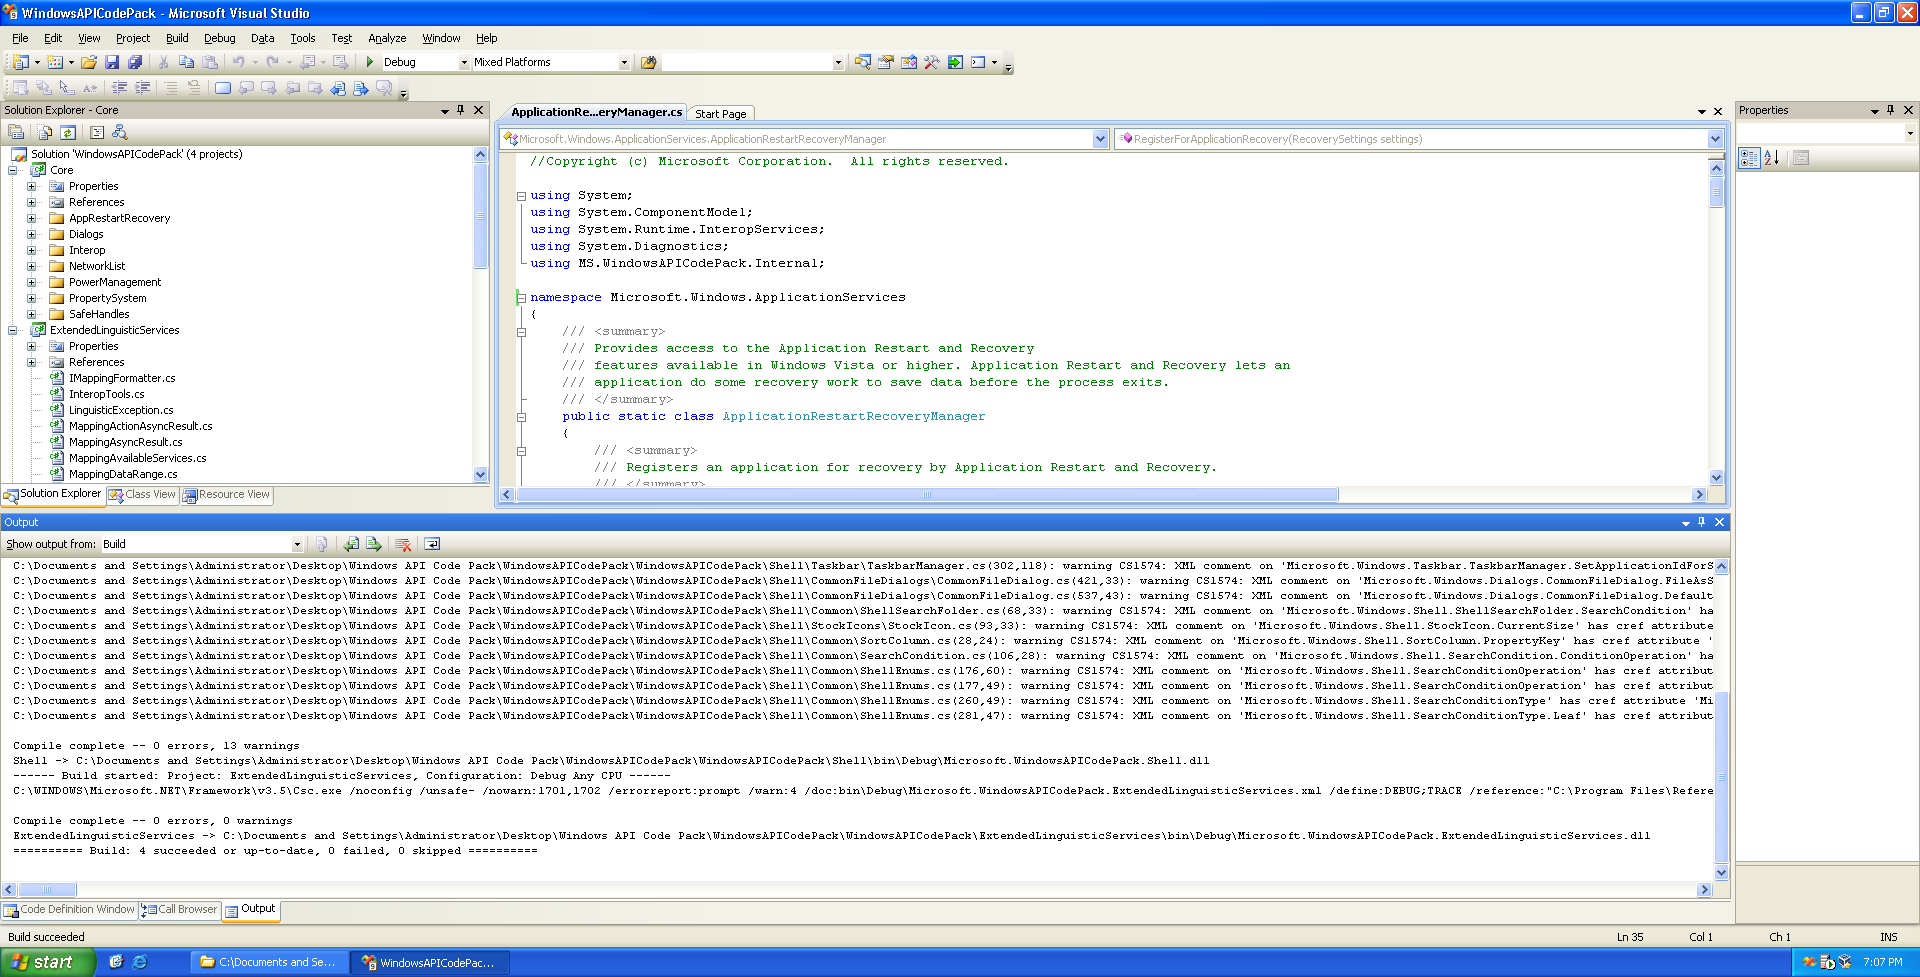 WindowsAPICodePack - Microsoft Visual Studio
File Edit View Project Build Debug Data Tools Test Analyze Window Help
Debug Mixed Platforms
Solution Explorer - Core
ApplicationRe...eryManager.cs Start Page
Properties
Microsoft.Windows.ApplicationServices.ApplicationRestartRecoveryManager
RegisterForApplicationRecovery(RecoverySettings settings)
Solution 'WindowsAPICodePack' (4 projects)
Core
Properties
References
AppRestartRecovery
Dialogs
Interop
NetworkList
PowerManagement
PropertySystem
SafeHandles
ExtendedLinguisticServices
Properties
References
IMappingFormatter.cs
InteropTools.cs
LinguisticException.cs
MappingActionAsyncResult.cs
MappingAsyncResult.cs
MappingAvailableServices.cs
MappingDataRange.cs
Solution Explorer Class View Resource View
//Copyright (c) Microsoft Corporation.  All rights reserved.
using System;
using System.ComponentModel;
using System.Runtime.InteropServices;
using System.Diagnostics;
using MS.WindowsAPICodePack.Internal;
namespace Microsoft.Windows.ApplicationServices
{
/// <summary>
/// Provides access to the Application Restart and Recovery
/// features available in Windows Vista or higher. Application Restart and Recovery lets an
/// application do some recovery work to save data before the process exits.
/// </summary>
public static class ApplicationRestartRecoveryManager
{
/// <summary>
/// Registers an application for recovery by Application Restart and Recovery.
/// </summary>
Output
Show output from: Build
C:\Documents and Settings\Administrator\Desktop\Windows API Code Pack\WindowsAPICodePack\WindowsAPICodePack\Shell\Taskbar\TaskbarManager.cs(302,118): warning CS1574: XML comment on 'Microsoft.Windows.Taskbar.TaskbarManager.SetApplicationIdForS
C:\Documents and Settings\Administrator\Desktop\Windows API Code Pack\WindowsAPICodePack\WindowsAPICodePack\Shell\CommonFileDialogs\CommonFileDialog.cs(421,33): warning CS1574: XML comment on 'Microsoft.Windows.Dialogs.CommonFileDialog.FileAsS
C:\Documents and Settings\Administrator\Desktop\Windows API Code Pack\WindowsAPICodePack\WindowsAPICodePack\Shell\CommonFileDialogs\CommonFileDialog.cs(537,43): warning CS1574: XML comment on 'Microsoft.Windows.Dialogs.CommonFileDialog.Default
C:\Documents and Settings\Administrator\Desktop\Windows API Code Pack\WindowsAPICodePack\WindowsAPICodePack\Shell\Common\ShellSearchFolder.cs(68,33): warning CS1574: XML comment on 'Microsoft.Windows.Shell.ShellSearchFolder.SearchCondition' ha
C:\Documents and Settings\Administrator\Desktop\Windows API Code Pack\WindowsAPICodePack\WindowsAPICodePack\Shell\StockIcons\StockIcon.cs(93,33): warning CS1574: XML comment on 'Microsoft.Windows.Shell.StockIcon.CurrentSize' has cref attribute
C:\Documents and Settings\Administrator\Desktop\Windows API Code Pack\WindowsAPICodePack\WindowsAPICodePack\Shell\Common\SortColumn.cs(28,24): warning CS1574: XML comment on 'Microsoft.Windows.Shell.SortColumn.PropertyKey' has cref attribute '
C:\Documents and Settings\Administrator\Desktop\Windows API Code Pack\WindowsAPICodePack\WindowsAPICodePack\Shell\Common\SearchCondition.cs(106,28): warning CS1574: XML comment on 'Microsoft.Windows.Shell.SearchCondition.ConditionOperation' ha
C:\Documents and Settings\Administrator\Desktop\Windows API Code Pack\WindowsAPICodePack\WindowsAPICodePack\Shell\Common\ShellEnums.cs(176,60): warning CS1574: XML comment on 'Microsoft.Windows.Shell.SearchConditionOperation' has cref attribut
C:\Documents and Settings\Administrator\Desktop\Windows API Code Pack\WindowsAPICodePack\WindowsAPICodePack\Shell\Common\ShellEnums.cs(177,49): warning CS1574: XML comment on 'Microsoft.Windows.Shell.SearchConditionOperation' has cref attribut
C:\Documents and Settings\Administrator\Desktop\Windows API Code Pack\WindowsAPICodePack\WindowsAPICodePack\Shell\Common\ShellEnums.cs(260,49): warning CS1574: XML comment on 'Microsoft.Windows.Shell.SearchConditionType' has cref attribute 'Mi
C:\Documents and Settings\Administrator\Desktop\Windows API Code Pack\WindowsAPICodePack\WindowsAPICodePack\Shell\Common\ShellEnums.cs(281,47): warning CS1574: XML comment on 'Microsoft.Windows.Shell.SearchConditionType.Leaf' has cref attribut
Compile complete -- 0 errors, 13 warnings
Shell -> C:\Documents and Settings\Administrator\Desktop\Windows API Code Pack\WindowsAPICodePack\WindowsAPICodePack\Shell\bin\Debug\Microsoft.WindowsAPICodePack.Shell.dll
------ Build started: Project: ExtendedLinguisticServices, Configuration: Debug Any CPU ------
C:\WINDOWS\Microsoft.NET\Framework\v3.5\Csc.exe /noconfig /unsafe- /nowarn:1701,1702 /errorreport:prompt /warn:4 /doc:bin\Debug\Microsoft.WindowsAPICodePack.ExtendedLinguisticServices.xml /define:DEBUG;TRACE /reference:"C:\Program Files\Refere
Compile complete -- 0 errors, 0 warnings
ExtendedLinguisticServices -> C:\Documents and Settings\Administrator\Desktop\Windows API Code Pack\WindowsAPICodePack\WindowsAPICodePack\ExtendedLinguisticServices\bin\Debug\Microsoft.WindowsAPICodePack.ExtendedLinguisticServices.dll
========== Build: 4 succeeded or up-to-date, 0 failed, 0 skipped ==========
Code Definition Window Call Browser Output
Build succeeded Ln 35 Col 1 Ch 1 INS
start C:\Documents and Se... WindowsAPICodePac... 7:07 PM